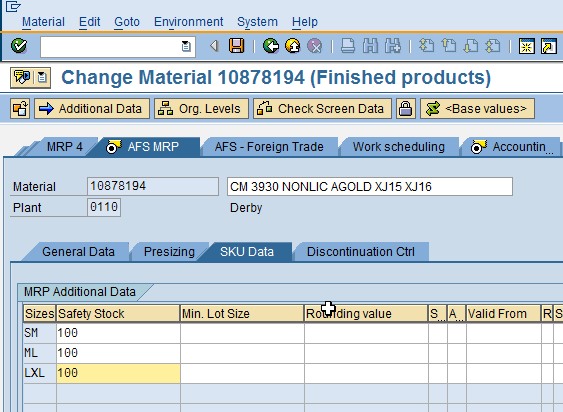 Material Edit Goto Environment System Help
Change Material 10878194 (Finished products)
Additional Data Org. Levels Check Screen Data <Base values>
MRP 4 AFS MRP AFS - Foreign Trade Work scheduling Accountin...
Material 10878194 CM 3930 NONLIC AGOLD XJ15 XJ16
Plant 0110 Derby
General Data Presizing SKU Data Discontinuation Ctrl
MRP Additional Data
Sizes Safety Stock Min. Lot Size Rounding value S... A... Valid From R S
SM 100
ML 100
LXL 100